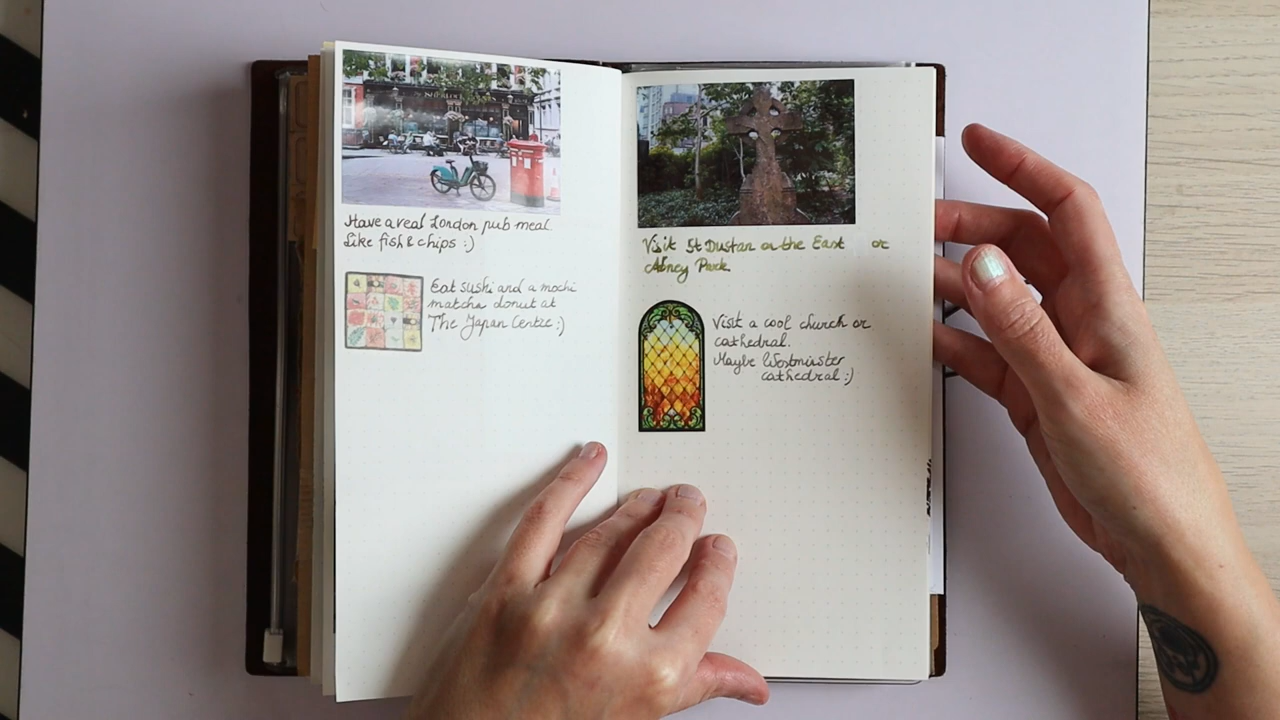 Have a real London pub meal.
Like fish & chips :)
Eat sushi and a mochi
matcha donut at
The Japan Centre :)
Visit St Dustan on the East or
Abney Park.
Visit a cool church or
cathedral.
Maybe Westminster
cathedral :)